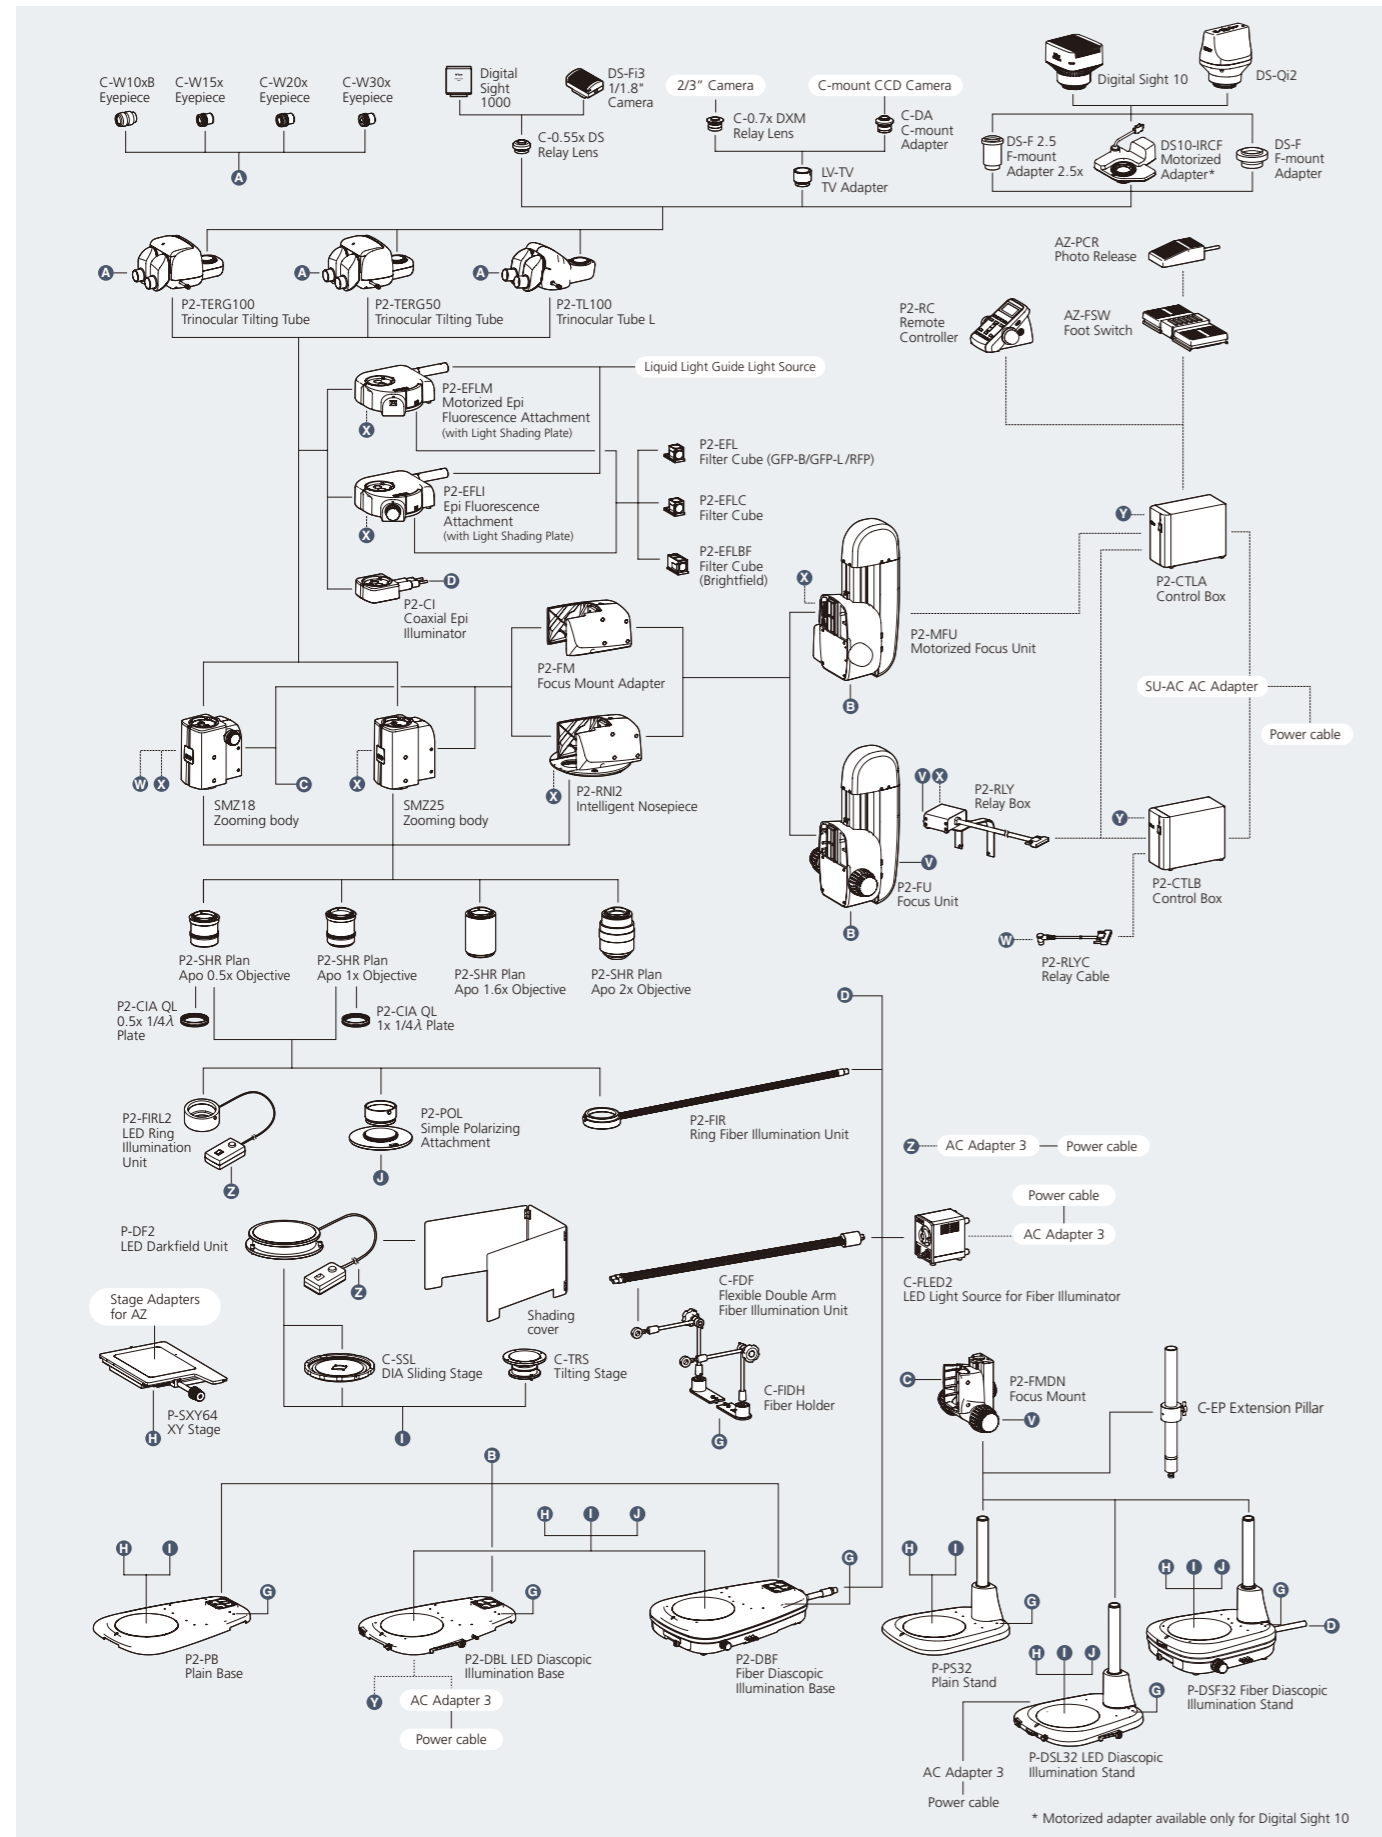 C-W10xB
Eyepiece
C-W15x
Eyepiece
C-W20x
Eyepiece
C-W30x
Eyepiece
A
Digital
Sight
1000
DS-Fi3
1/1.8"
Camera
C-0.55x DS
Relay Lens
2/3" Camera
C-0.7x DXM
Relay Lens
C-mount CCD Camera
C-DA
C-mount
Adapter
LV-TV
TV Adapter
Digital Sight 10
DS-Qi2
DS-F 2.5
F-mount
Adapter 2.5x
DS10-IRCF
Motorized
Adapter*
DS-F
F-mount
Adapter
A
P2-TERG100
Trinocular Tilting Tube
A
P2-TERG50
Trinocular Tilting Tube
A
P2-TL100
Trinocular Tube L
AZ-PCR
Photo Release
P2-RC
Remote
Controller
AZ-FSW
Foot Switch
Liquid Light Guide Light Source
P2-EFLM
Motorized Epi
Fluorescence Attachment
(with Light Shading Plate)
X
P2-EFLI
Epi Fluorescence
Attachment
(with Light Shading Plate)
X
P2-EFL
Filter Cube (GFP-B/GFP-L/RFP)
P2-EFLC
Filter Cube
P2-EFLBF
Filter Cube
(Brightfield)
D
P2-CI
Coaxial Epi
Illuminator
X
P2-MFU
Motorized Focus Unit
B
Y
P2-CTLA
Control Box
P2-FM
Focus Mount Adapter
SU-AC AC Adapter
Power cable
W
X
C
SMZ18
Zooming body
X
SMZ25
Zooming body
X
P2-RNI2
Intelligent Nosepiece
V
X
P2-RLY
Relay Box
V
P2-FU
Focus Unit
B
Y
P2-CTLB
Control Box
W
P2-RLYC
Relay Cable
P2-SHR Plan
Apo 0.5x Objective
P2-SHR Plan
Apo 1x Objective
P2-SHR Plan
Apo 1.6x Objective
P2-SHR Plan
Apo 2x Objective
P2-CIA QL
0.5x 1/4λ
Plate
P2-CIA QL
1x 1/4λ Plate
D
P2-FIRL2
LED Ring
Illumination
Unit
Z
P2-POL
Simple Polarizing
Attachment
J
P2-FIR
Ring Fiber Illumination Unit
Z
AC Adapter 3
Power cable
P-DF2
LED Darkfield Unit
Z
Shading
cover
C-FDF
Flexible Double Arm
Fiber Illumination Unit
Power cable
AC Adapter 3
C-FLED2
LED Light Source for Fiber Illuminator
Stage Adapters
for AZ
P-SXY64
XY Stage
H
C-SSL
DIA Sliding Stage
C-TRS
Tilting Stage
I
C-FIDH
Fiber Holder
G
C
P2-FMDN
Focus Mount
V
C-EP Extension Pillar
B
H
I
G
P2-PB
Plain Base
H
I
J
G
P2-DBL LED Diascopic
Illumination Base
Y
AC Adapter 3
Power cable
G
P2-DBF
Fiber Diascopic
Illumination Base
H
I
G
P-PS32
Plain Stand
H
I
J
G
P-DSL32 LED Diascopic
Illumination Stand
AC Adapter 3
Power cable
H
I
J
G
D
P-DSF32 Fiber Diascopic
Illumination Stand
* Motorized adapter available only for Digital Sight 10